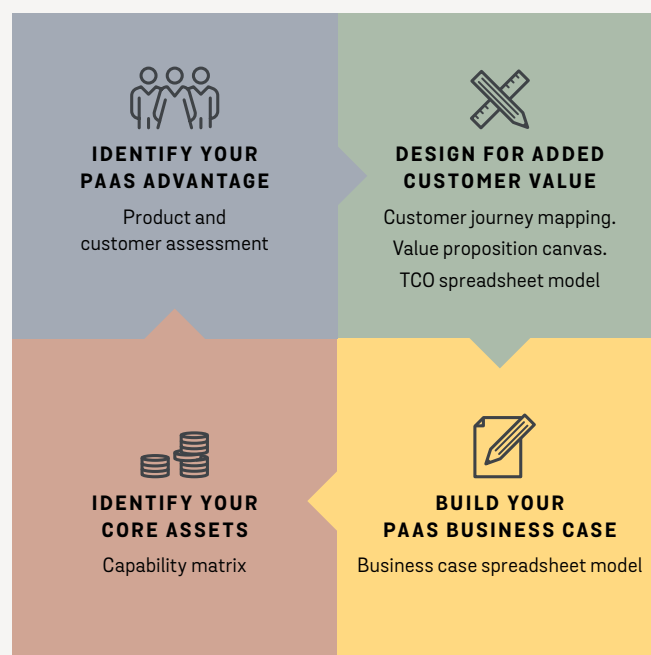 IDENTIFY YOUR
PAAS ADVANTAGE
Product and
customer assessment
DESIGN FOR ADDED
CUSTOMER VALUE
Customer journey mapping.
Value proposition canvas.
TCO spreadsheet model
IDENTIFY YOUR
CORE ASSETS
Capability matrix
BUILD YOUR
PAAS BUSINESS CASE
Business case spreadsheet model